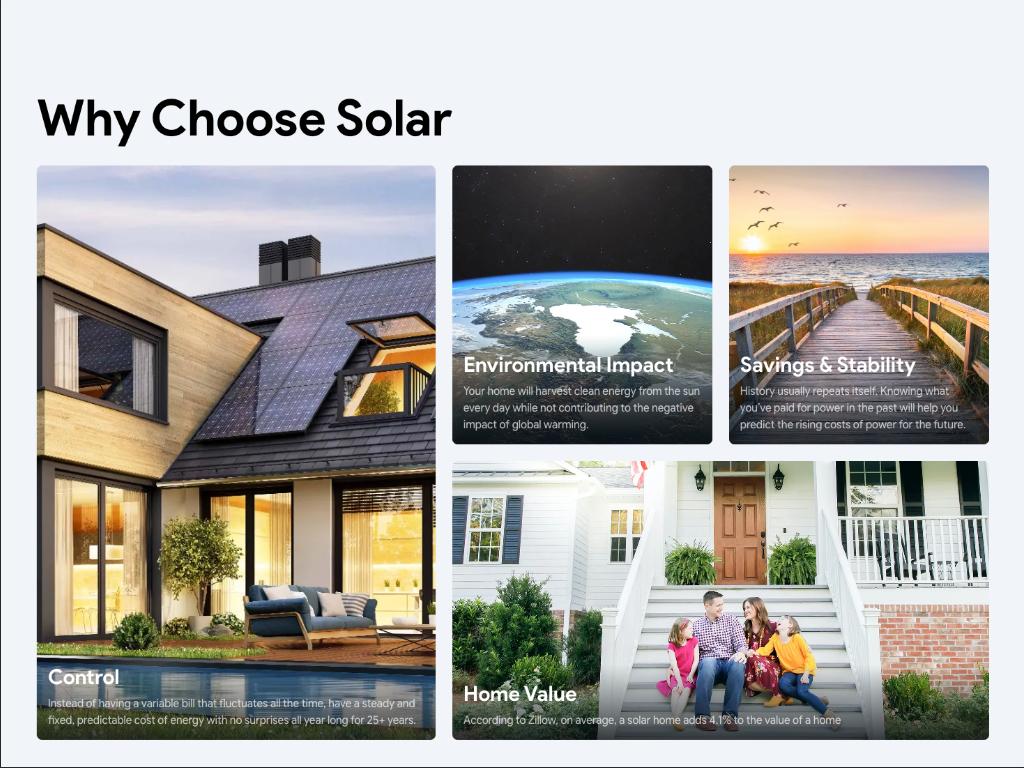 Why Choose Solar
Control
Instead of having a variable bill that fluctuates all the time, have a steady and
fixed, predictable cost of energy with no surprises all year long for 25+ years.
Environmental Impact
Your home will harvest clean energy from the sun
every day while not contributing to the negative
impact of global warming.
Savings & Stability
History usually repeats itself. Knowing what
you've paid for power in the past will help you
predict the rising costs of power for the future.
Home Value
According to Zillow, on average, a solar home adds 4.1% to the value of a home